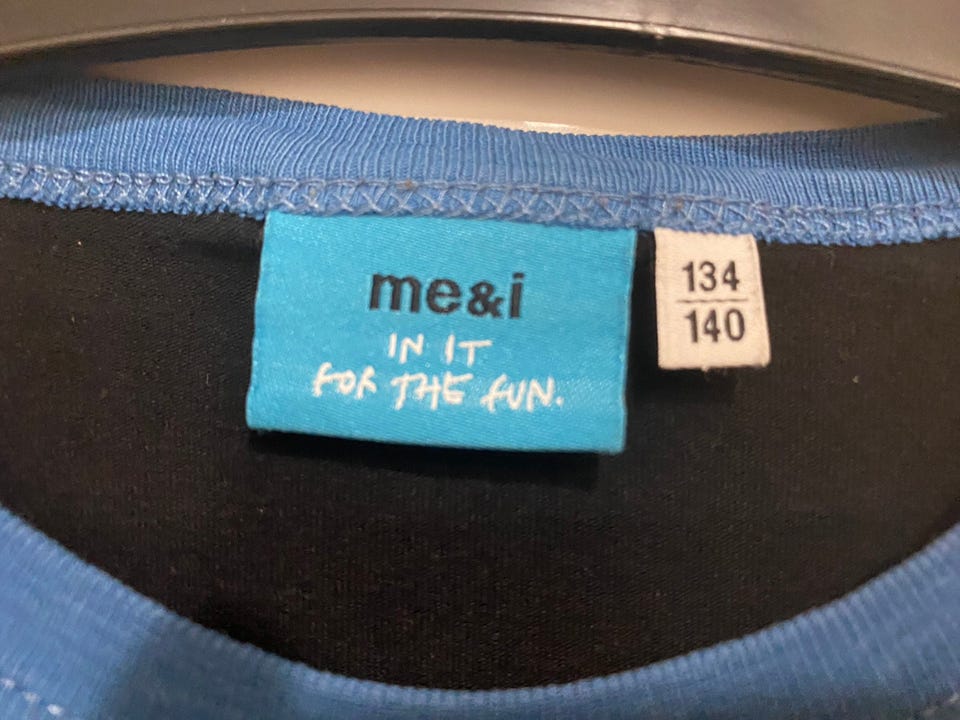 me&i
IN IT
FOR THE FUN.
134
140